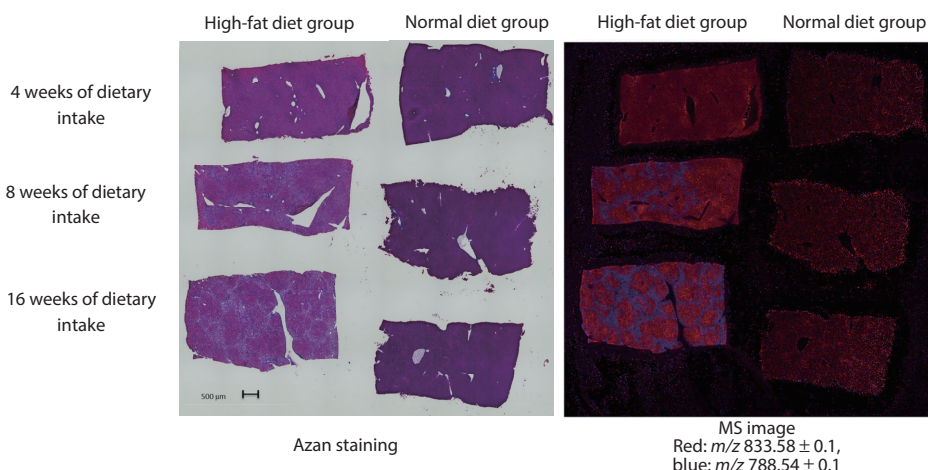 High-fat diet group
Normal diet group
High-fat diet group
Normal diet group
4 weeks of dietary
intake
8 weeks of dietary
intake
16 weeks of dietary
intake
500 µm
Azan staining
MS image
Red: m/z 833.58 ± 0.1,
blue: m/z 788.54 ± 0.1